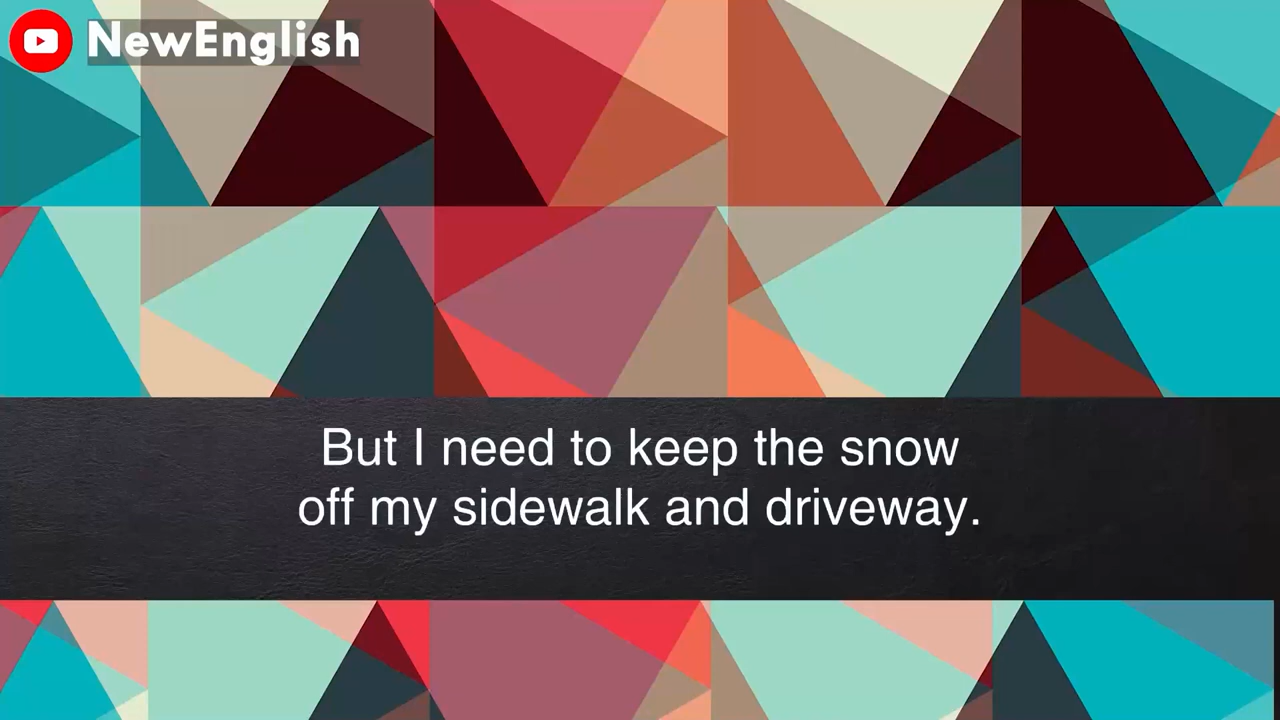 NewEnglish
But I need to keep the snow
off my sidewalk and driveway.